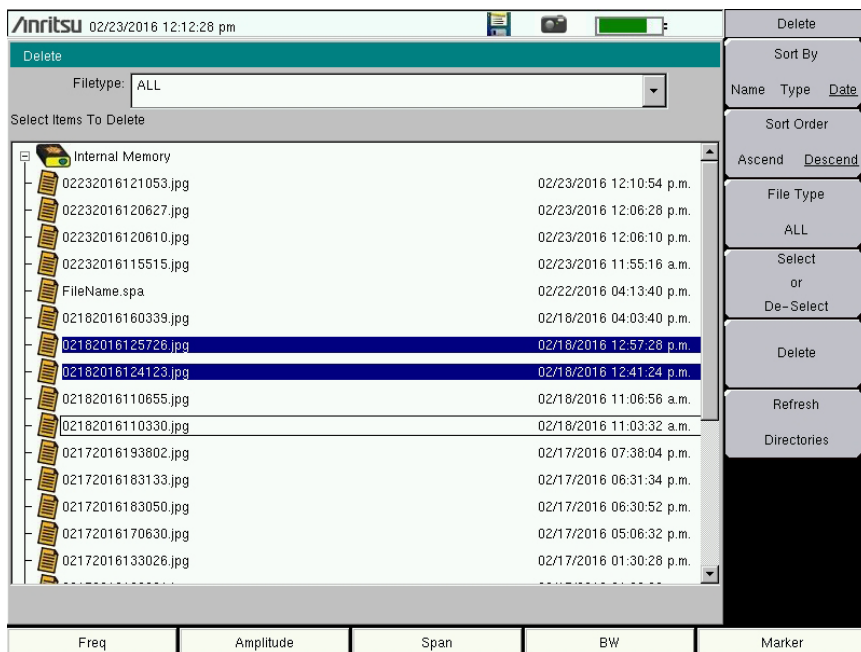 Anritsu 02/23/2016 12:12:28 pm
Delete
Filetype: ALL
Select Items To Delete
Internal Memory
02232016121053.jpg 02/23/2016 12:10:54 p.m.
02232016120627.jpg 02/23/2016 12:06:28 p.m.
02232016120610.jpg 02/23/2016 12:06:10 p.m.
02232016115515.jpg 02/23/2016 11:55:16 a.m.
FileName.spa 02/22/2016 04:13:40 p.m.
02182016160339.jpg 02/18/2016 04:03:40 p.m.
02182016125726.jpg 02/18/2016 12:57:28 p.m.
02182016124123.jpg 02/18/2016 12:41:24 p.m.
02182016110655.jpg 02/18/2016 11:06:56 a.m.
02182016110330.jpg 02/18/2016 11:03:32 a.m.
02172016193802.jpg 02/17/2016 07:38:04 p.m.
02172016183133.jpg 02/17/2016 06:31:34 p.m.
02172016183050.jpg 02/17/2016 06:30:52 p.m.
02172016170630.jpg 02/17/2016 05:06:32 p.m.
02172016133026.jpg 02/17/2016 01:30:28 p.m.
Delete
Sort By
Name Type Date
Sort Order
Ascend Descend
File Type
ALL
Select
or
De-Select
Delete
Refresh
Directories
Freq Amplitude Span BW Marker